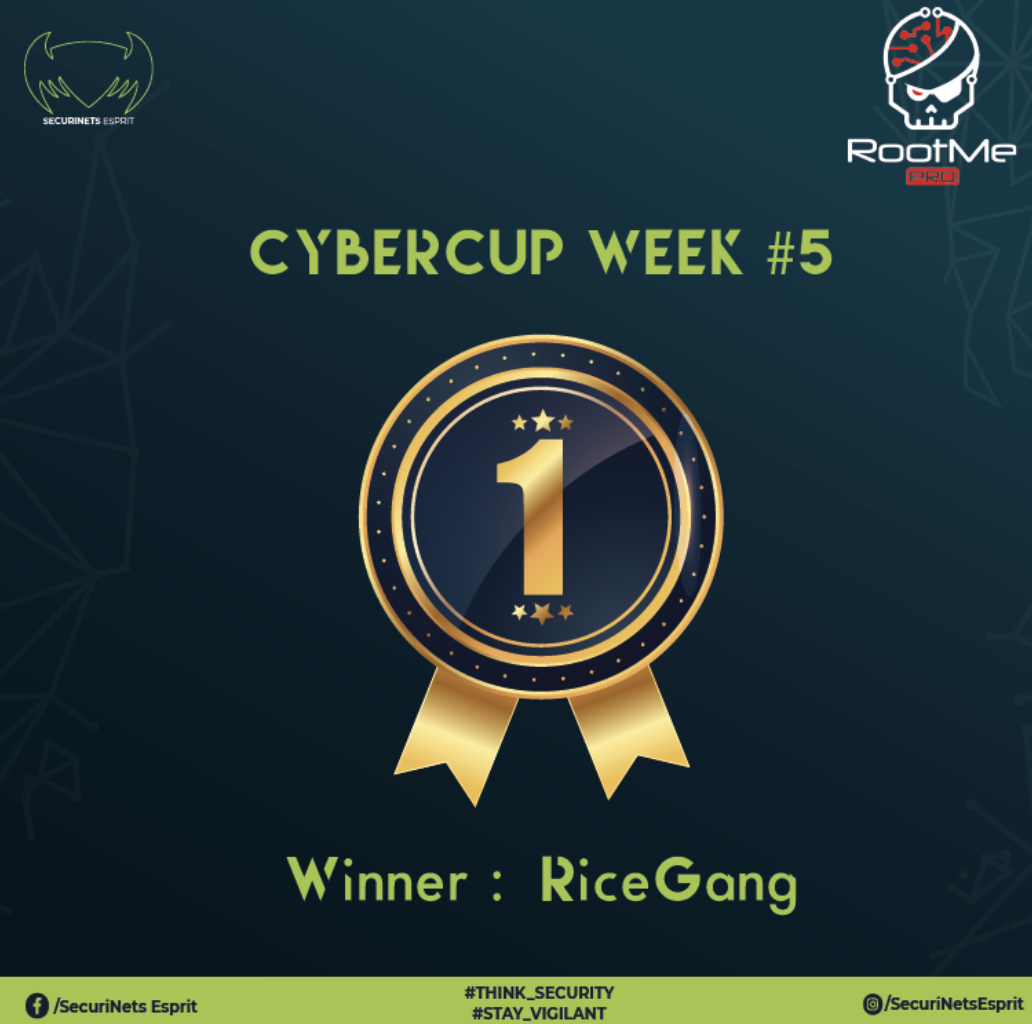 SECURINETS ESPRIT
RootMe
PRO
CYBERCUP WEEK #5
1
Winner : RiceGang
/SecuriNets Esprit
#THINK_SECURITY
#STAY_VIGILANT
/SecuriNetsEsprit